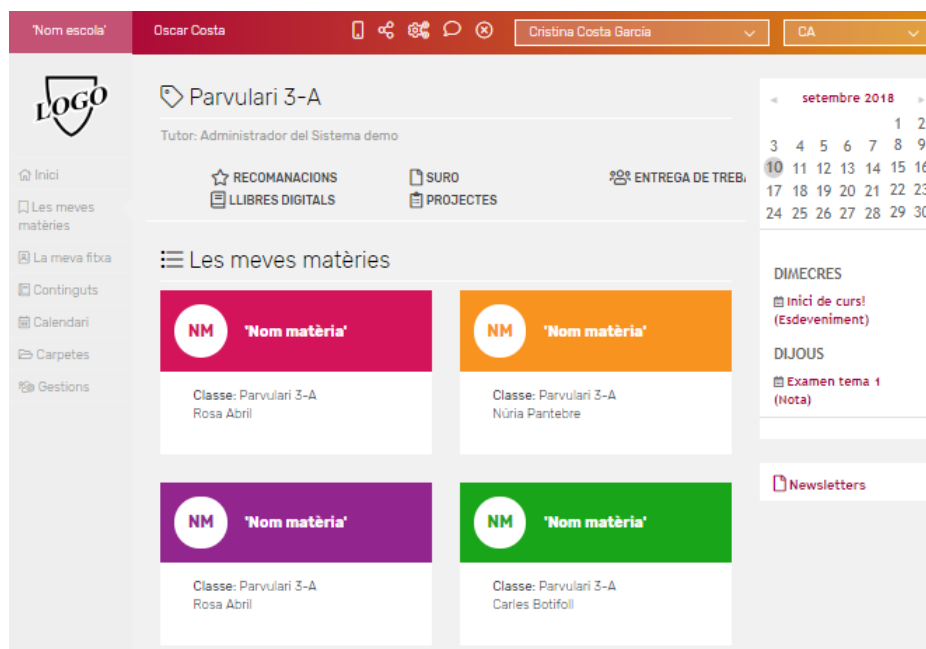 'Nom escola'
Oscar Costa
Cristina Costa García
CA
LOGO
Inici
Les meves
matèries
La meva fitxa
Continguts
Calendari
Carpetes
Gestions
Parvulari 3-A
Tutor: Administrador del Sistema demo
RECOMANACIONS
SURO
ENTREGA DE TREBA
LLIBRES DIGITALS
PROJECTES
Les meves matèries
NM 'Nom matèria'
Classe: Parvulari 3-A
Rosa Abril
NM 'Nom matèria'
Classe: Parvulari 3-A
Núria Pantebre
NM 'Nom matèria'
Classe: Parvulari 3-A
Rosa Abril
NM 'Nom matèria'
Classe: Parvulari 3-A
Carles Botifoll
setembre 2018
1 2
3 4 5 6 7 8 9
10 11 12 13 14 15 16
17 18 19 20 21 22 23
24 25 26 27 28 29 30
DIMECRES
Inici de curs!
(Esdeveniment)
DIJOUS
Examen tema 1
(Nota)
Newsletters